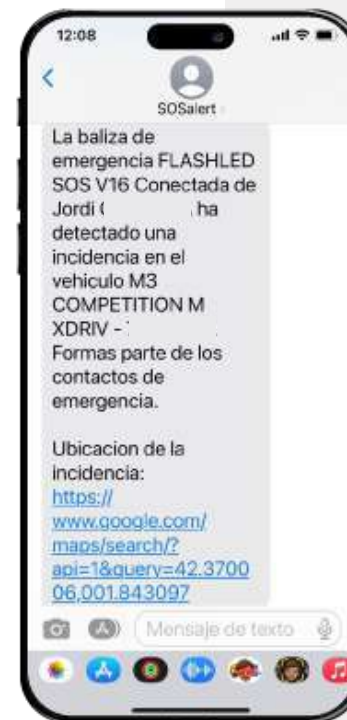 12:08
SOSalert
La baliza de
emergencia FLASHLED
SOS V16 Conectada de
Jordi ( , ha
detectado una
incidencia en el
vehiculo M3
COMPETITION M
XDRIV -
Formas parte de los
contactos de
emergencia.
Ubicacion de la
incidencia:
https://
www.google.com/
maps/search/?
api=1&query=42.3700
06,001.843097
Mensaje de texto